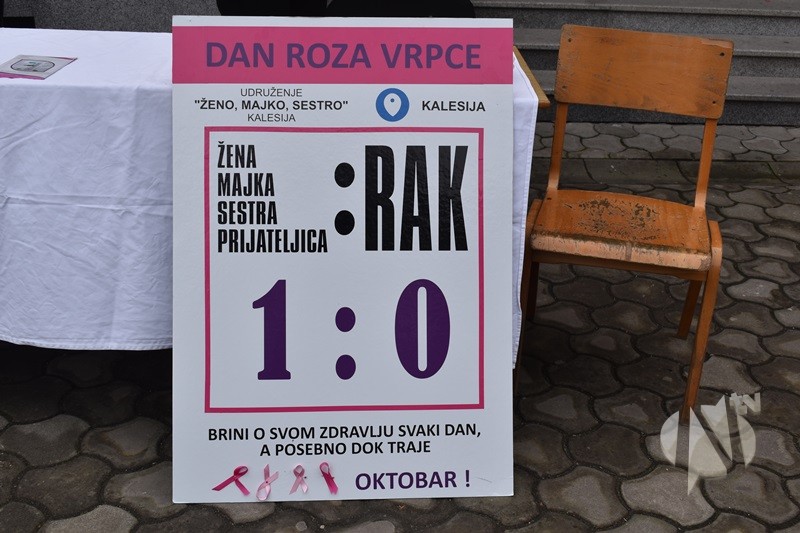 DAN ROZA VRPCE
UDRUŽENJE
"ŽENO, MAJKO, SESTRO"
KALESIJA
KALESIJA
ŽENA
MAJKA
SESTRA
PRIJATELJICA
:RAK
1:0
BRINI O SVOM ZDRAVLJU SVAKI DAN,
A POSEBNO DOK TRAJE
OKTOBAR !
Ntv